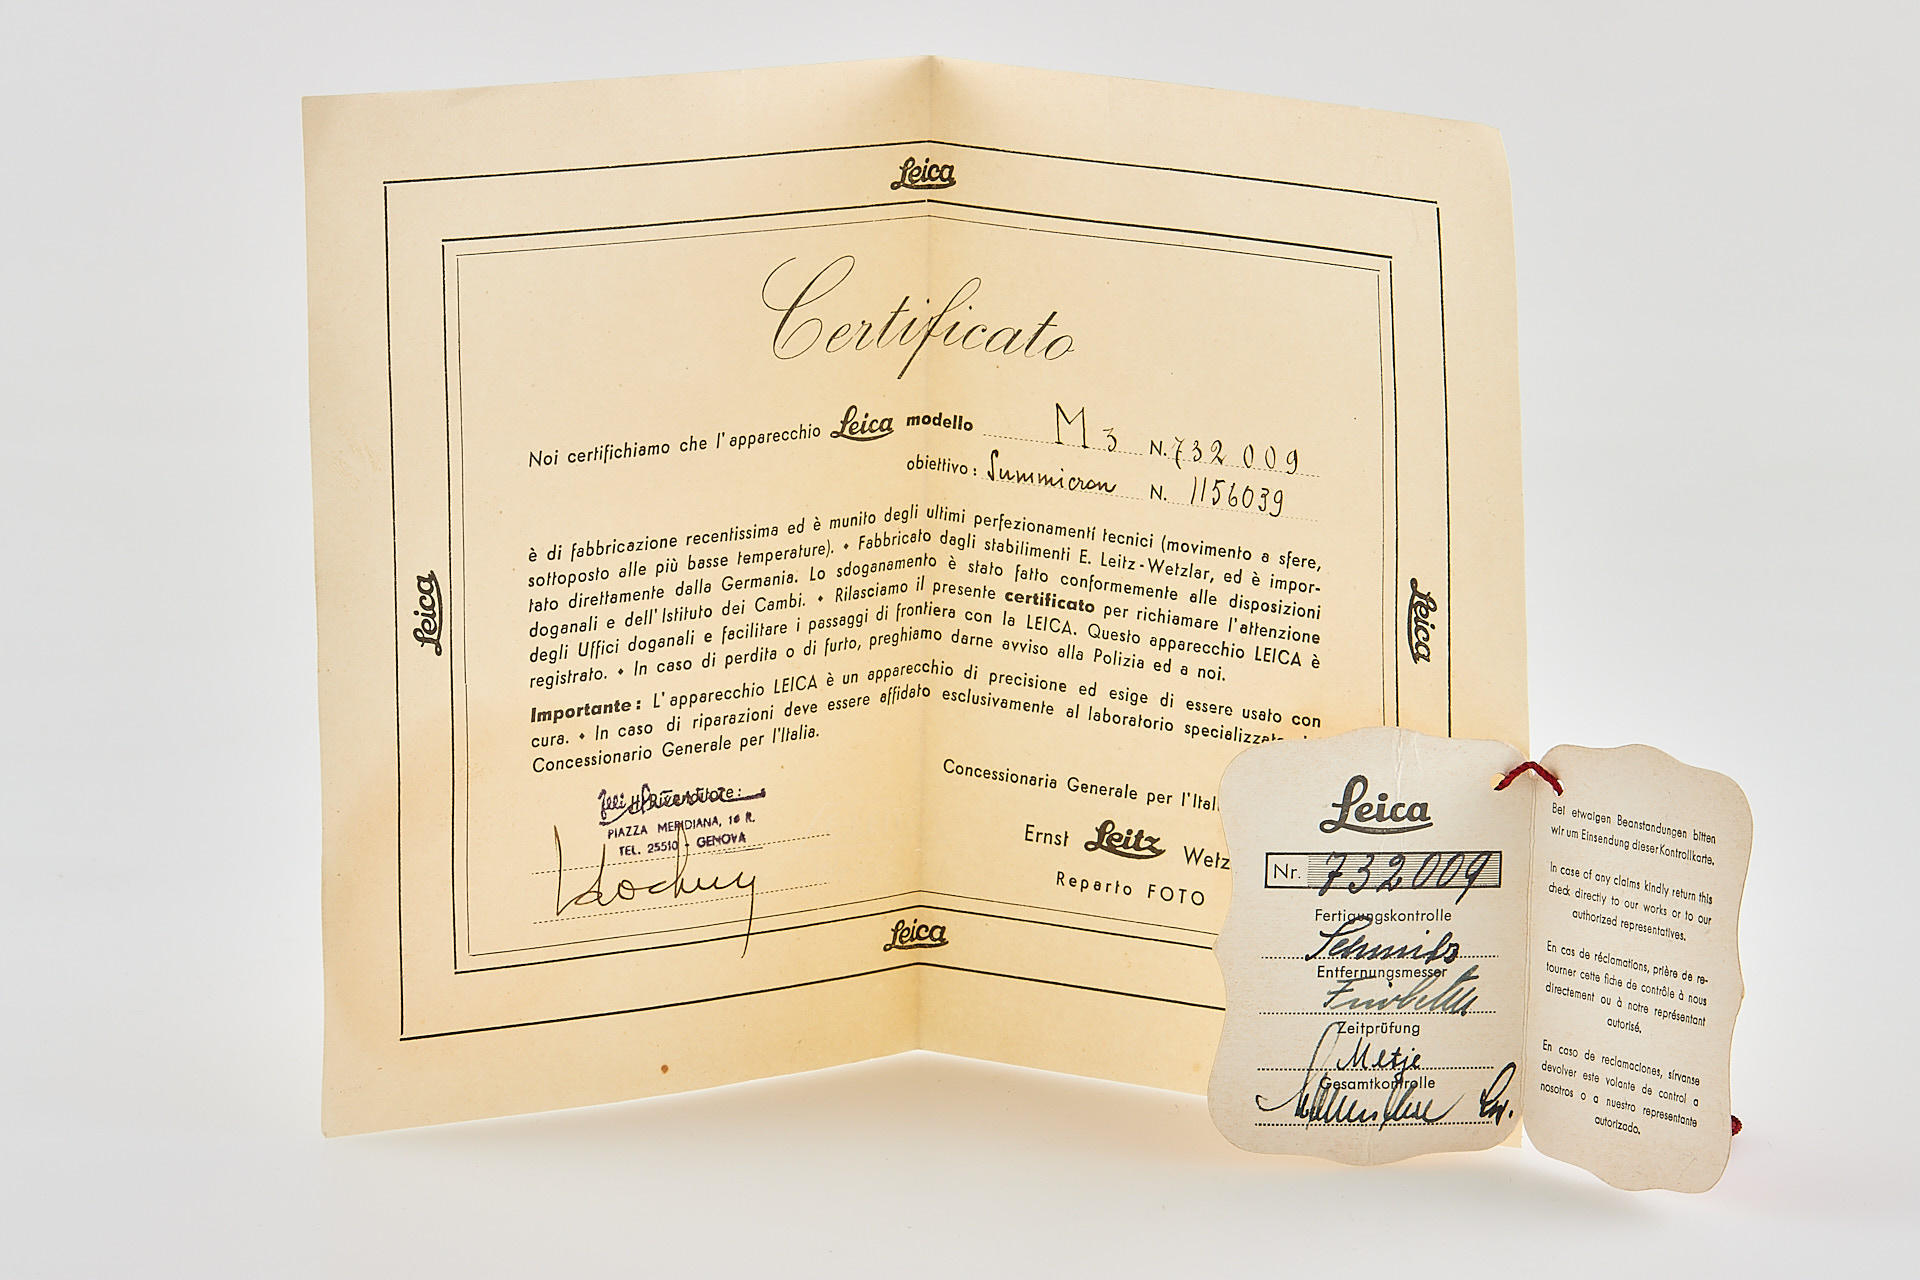 Leica
Certificato
Noi certifichiamo che l'apparecchio Leica modello M3 N. 732009
obiettivo: Summicron N. 1156039
è di fabbricazione recentissima ed è munito degli ultimi perfezionamenti tecnici (movimento a sfere,
sottoposto alle più basse temperature). • Fabbricato dagli stabilimenti E. Leitz-Wetzlar, ed è impor-
tato direttamente dalla Germania. Lo sdoganamento è stato fatto conformemente alle disposizioni
doganali e dell'Istituto dei Cambi. • Rilasciamo il presente certificato per richiamare l'attenzione
degli Uffici doganali e facilitare i passaggi di frontiera con la LEICA. Questo apparecchio LEICA è
registrato. • In caso di perdita o di furto, preghiamo darne avviso alla Polizia ed a noi.
Importante: L'apparecchio LEICA è un apparecchio di precisione ed esige di essere usato con
cura. • In caso di riparazioni deve essere affidato esclusivamente al laboratorio specializzato
Concessionario Generale per l'Italia.
Il Rivenditore:
PIAZZA MERIDIANA, 16 R.
TEL. 25510 - GENOVA
Concessionaria Generale per l'Ital
Ernst Leitz Wetz
Reparto FOTO
Leica
Leica
Leica
Leica
Nr. 732009
Fertigungskontrolle
Schmitz
Entfernungsmesser
Zeitprüfung
Metje
Gesamtkontrolle
Bei etwaigen Beanstandungen bitten
wir um Einsendung dieser Kontrollkarte.
In case of any claims kindly return this
check directly to our works or to our
authorized representatives.
En cas de réclamations, prière de re-
tourner cette fiche de contrôle à nous
directement ou à notre représentant
autorisé.
En caso de reclamaciones, sírvanse
devolver este volante de control a
nosotros o a nuestro representante
autorizado.